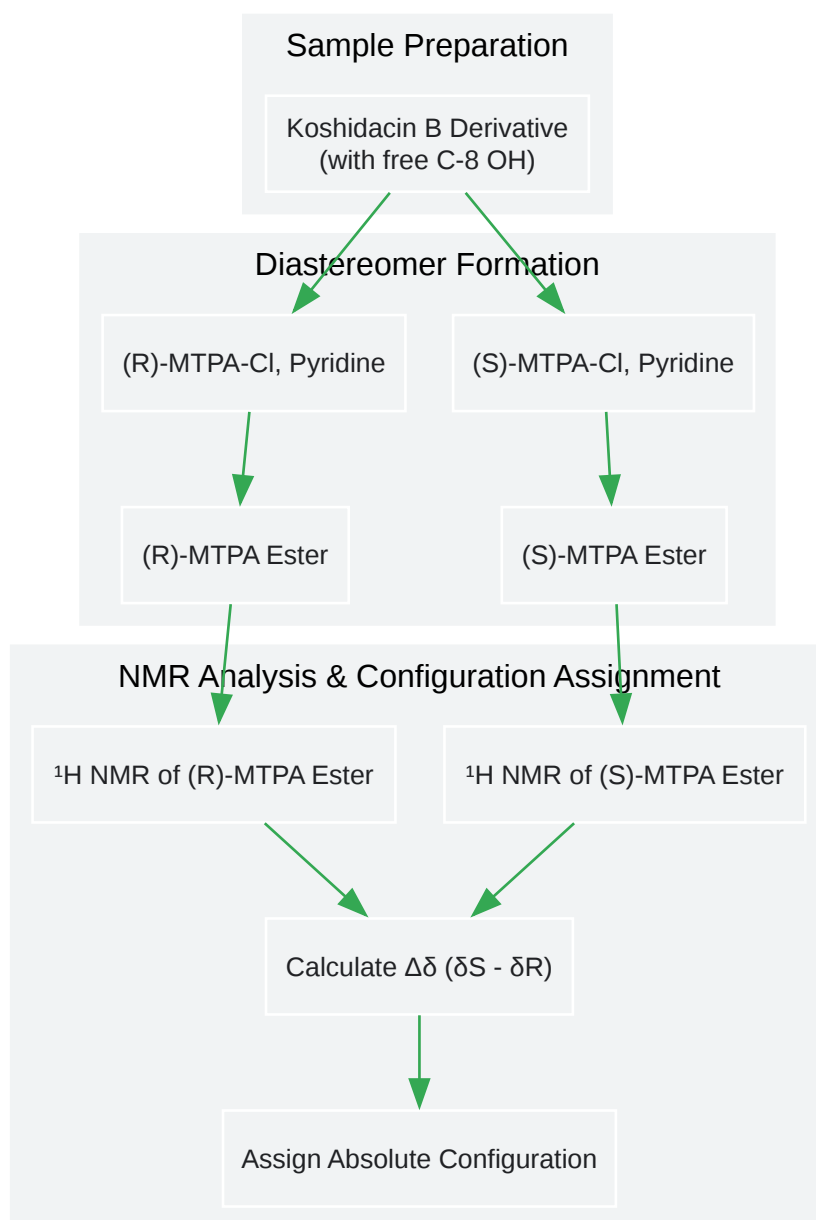 Sample Preparation
Koshidacin B Derivative
(with free C-8 OH)
Diastereomer Formation
(R)-MTPA-Cl, Pyridine
(S)-MTPA-Cl, Pyridine
(R)-MTPA Ester
(S)-MTPA Ester
NMR Analysis & Configuration Assignment
¹H NMR of (R)-MTPA Ester
¹H NMR of (S)-MTPA Ester
Calculate Δδ (δS - δR)
Assign Absolute Configuration